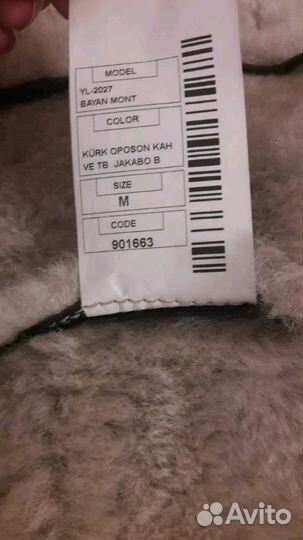 MODEL
YL-2027
BAYAN MONT
COLOR
KÜRK OPOSON KAH
VE TB JAKABO B
SIZE
M
CODE
901663
Avito